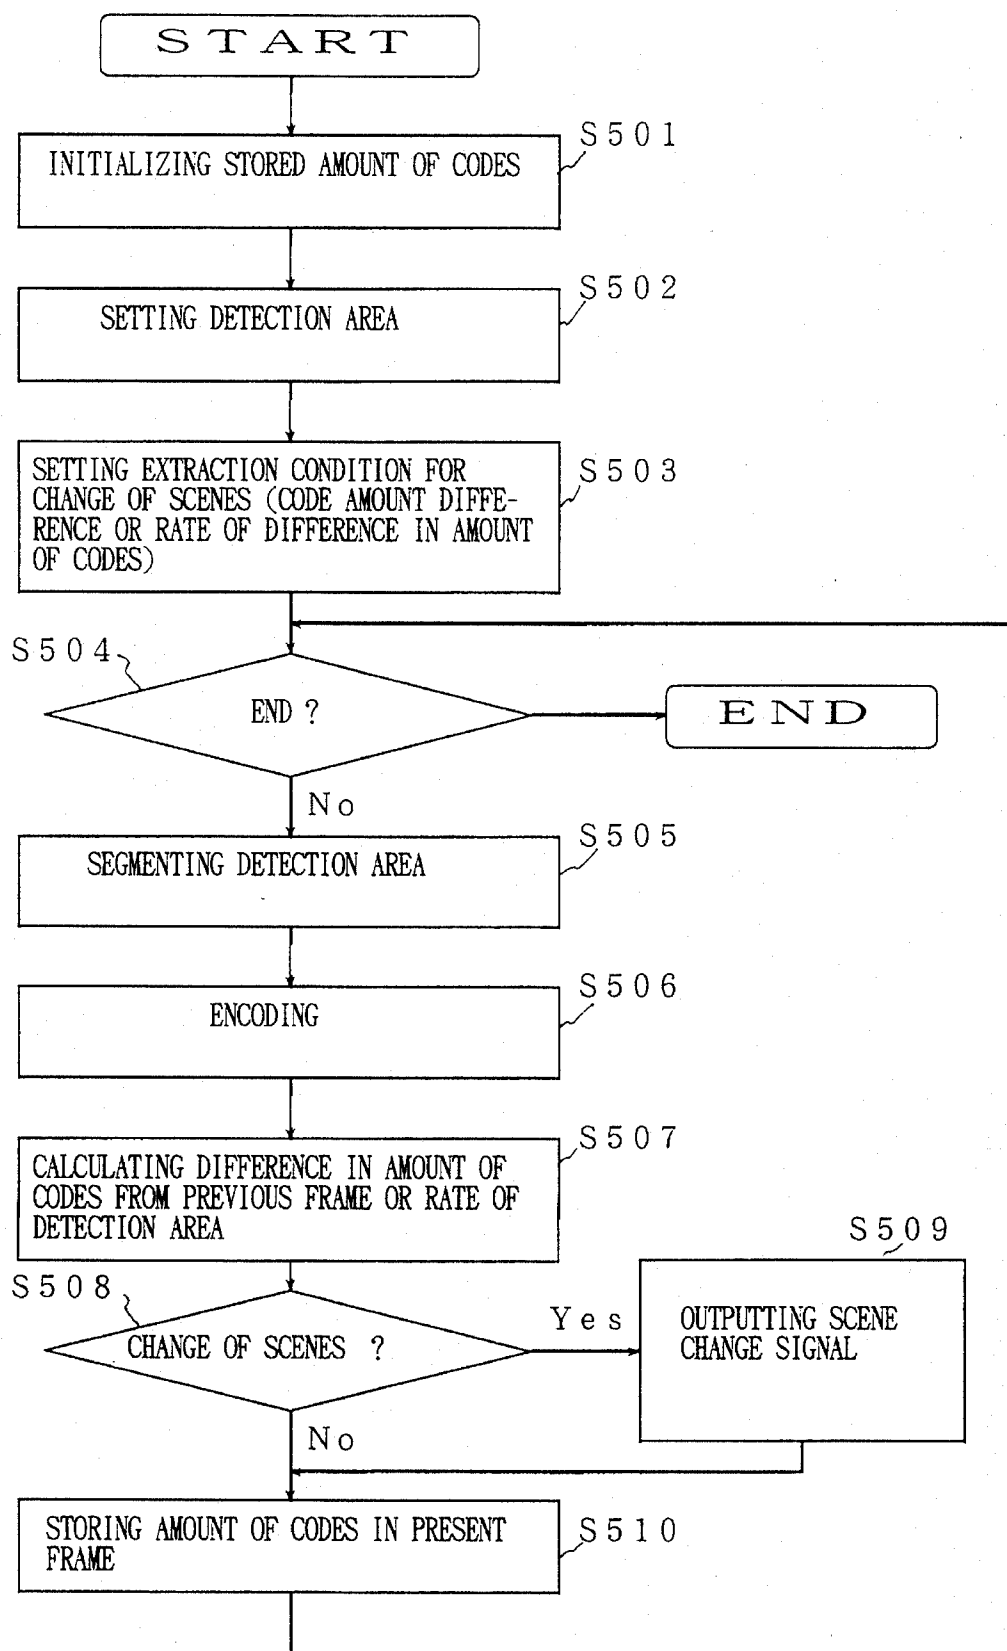 START
S501
INITIALIZING STORED AMOUNT OF CODES
S502
SETTING DETECTION AREA
S503
SETTING EXTRACTION CONDITION FOR
CHANGE OF SCENES (CODE AMOUNT DIFFE-
RENCE OR RATE OF DIFFERENCE IN AMOUNT
OF CODES)
S504
END ?
END
No
S505
SEGMENTING DETECTION AREA
S506
ENCODING
S507
CALCULATING DIFFERENCE IN AMOUNT OF
CODES FROM PREVIOUS FRAME OR RATE OF
DETECTION AREA
S508
CHANGE OF SCENES ?
Yes
S509
OUTPUTTING SCENE
CHANGE SIGNAL
No
S510
STORING AMOUNT OF CODES IN PRESENT
FRAME